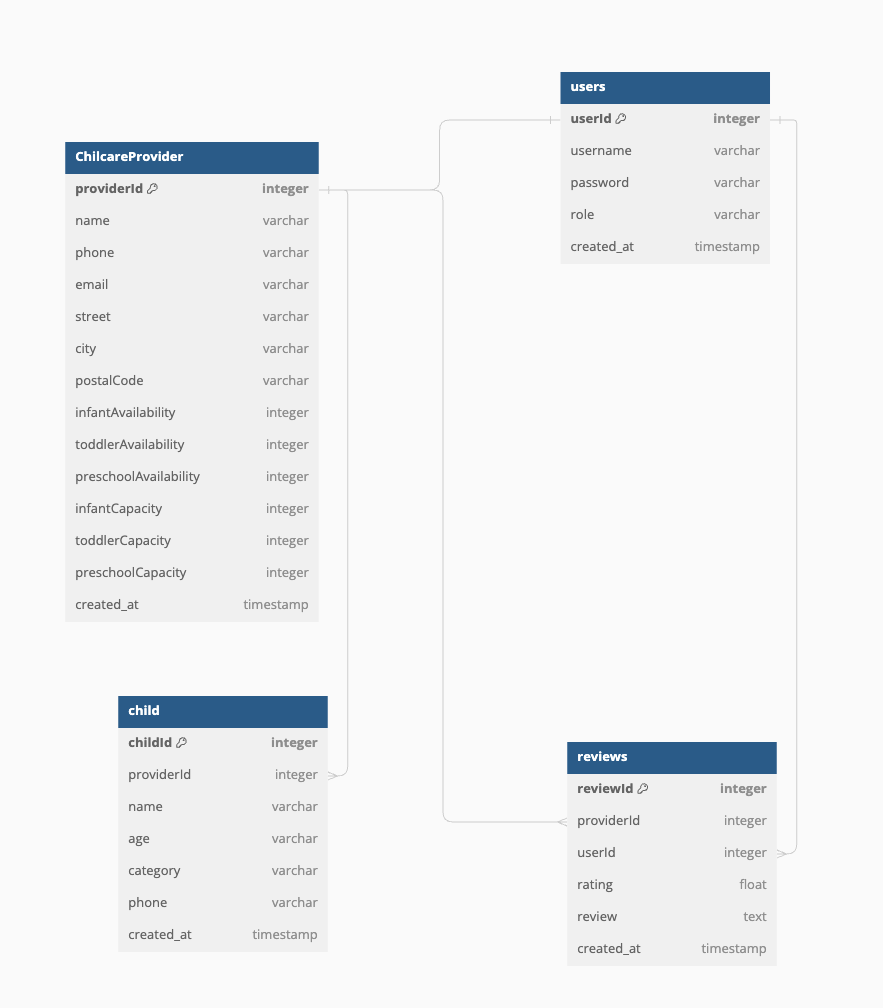 ChilcareProvider
providerId integer
name varchar
phone varchar
email varchar
street varchar
city varchar
postalCode varchar
infantAvailability integer
toddlerAvailability integer
preschoolAvailability integer
infantCapacity integer
toddlerCapacity integer
preschoolCapacity integer
created_at timestamp
users
userId integer
username varchar
password varchar
role varchar
created_at timestamp
child
childId integer
providerId integer
name varchar
age varchar
category varchar
phone varchar
created_at timestamp
reviews
reviewId integer
providerId integer
userId integer
rating float
review text
created_at timestamp